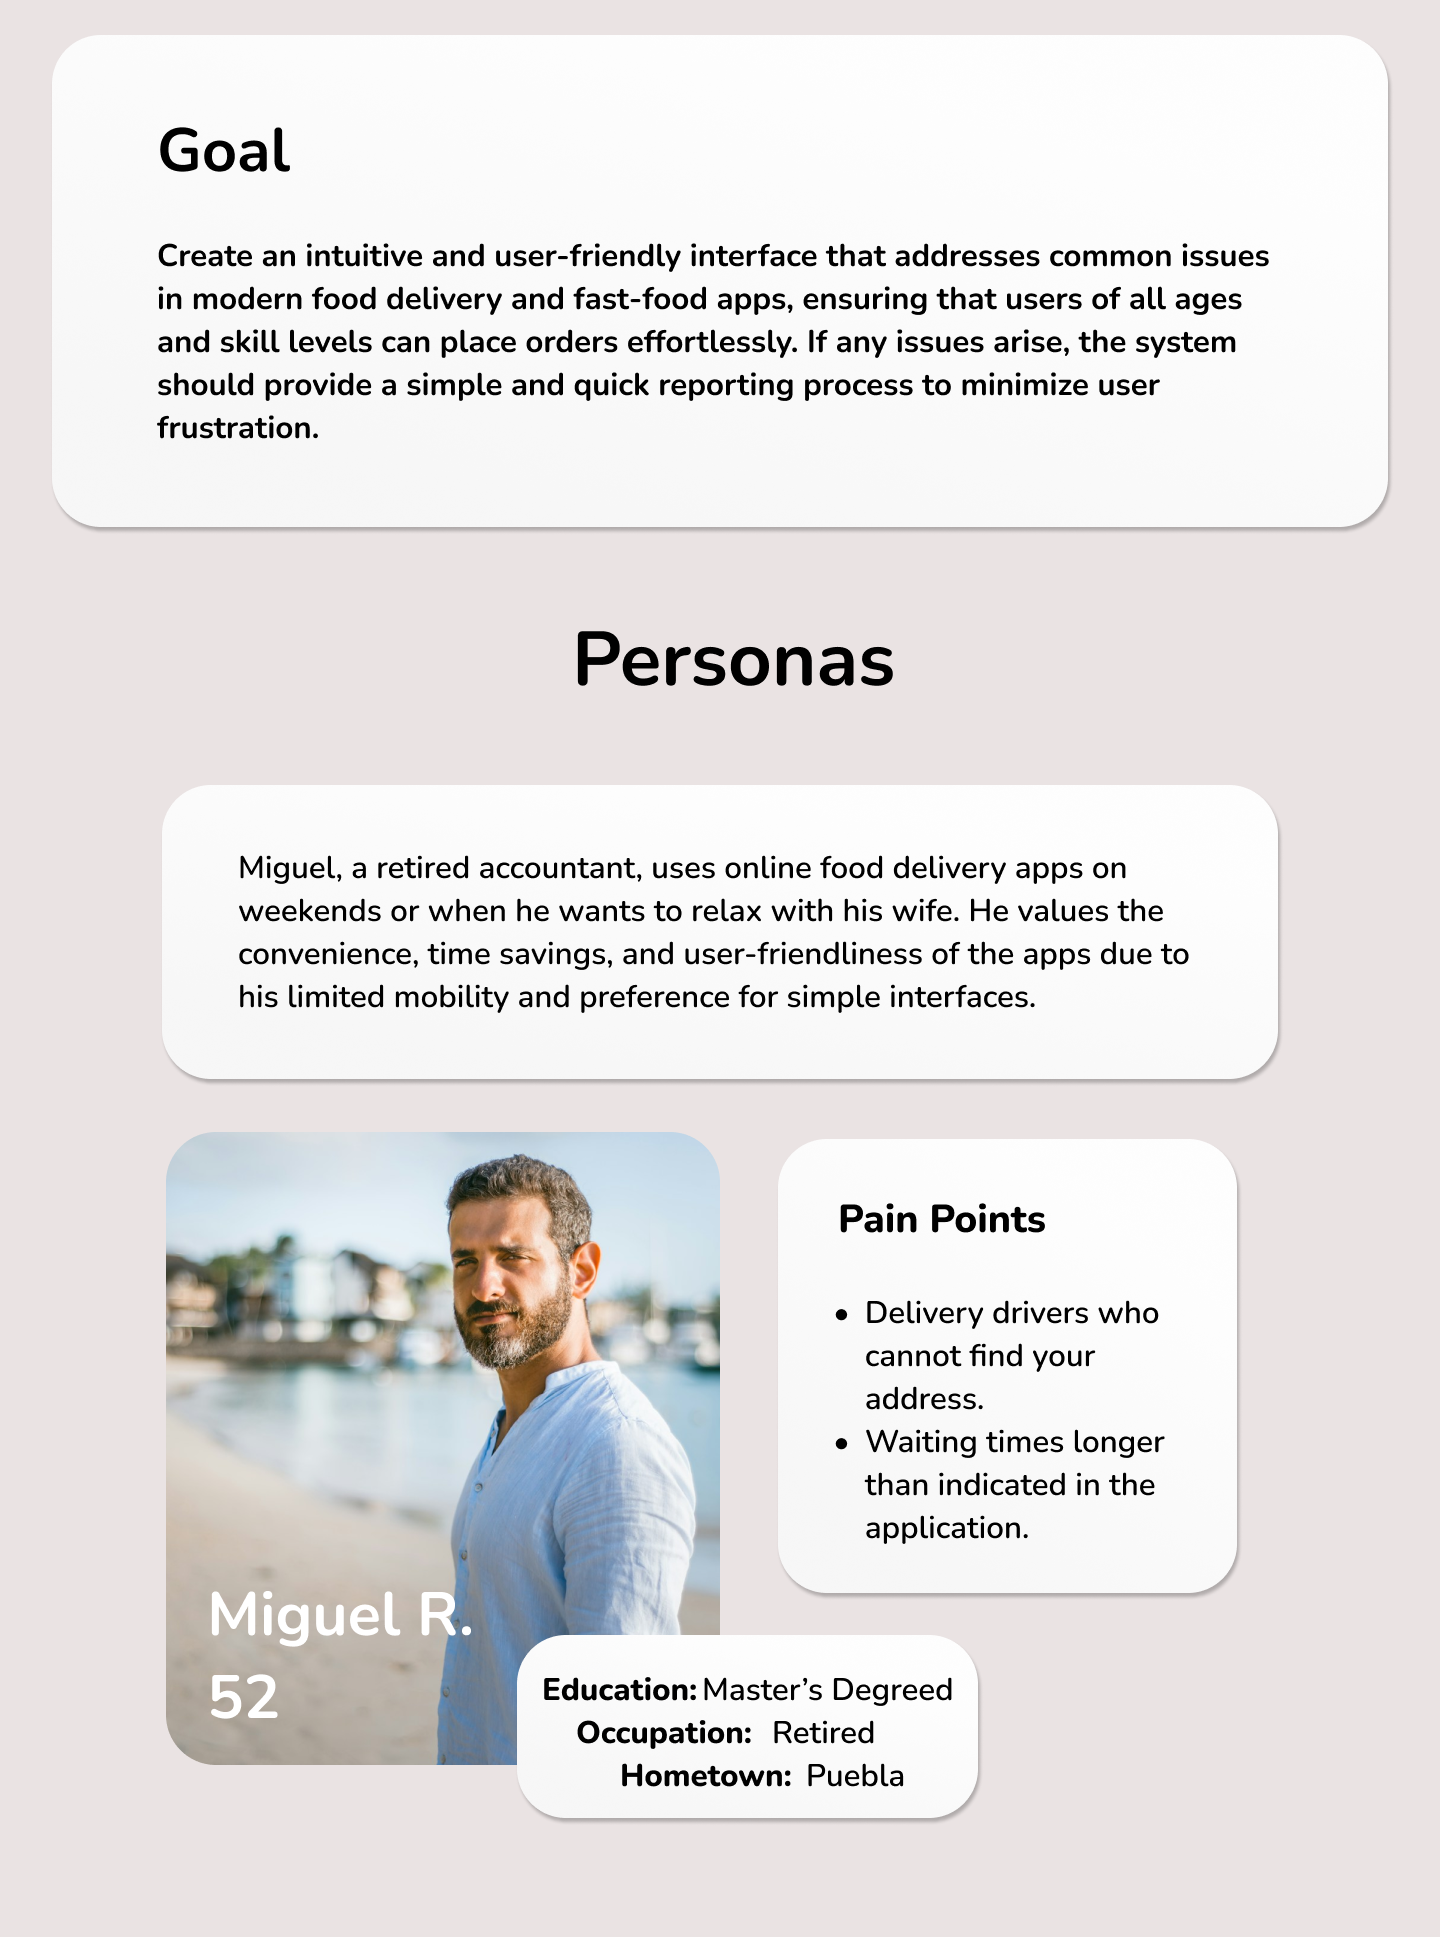 Goal
Create an intuitive and user-friendly interface that addresses common issues
in modern food delivery and fast-food apps, ensuring that users of all ages
and skill levels can place orders effortlessly. If any issues arise, the system
should provide a simple and quick reporting process to minimize user
frustration.
Personas
Miguel, a retired accountant, uses online food delivery apps on
weekends or when he wants to relax with his wife. He values the
convenience, time savings, and user-friendliness of the apps due to
his limited mobility and preference for simple interfaces.
Miguel R.
52
Pain Points
• Delivery drivers who
cannot find your
address.
• Waiting times longer
than indicated in the
application.
Education: Master’s Degreed
Occupation: Retired
Hometown: Puebla